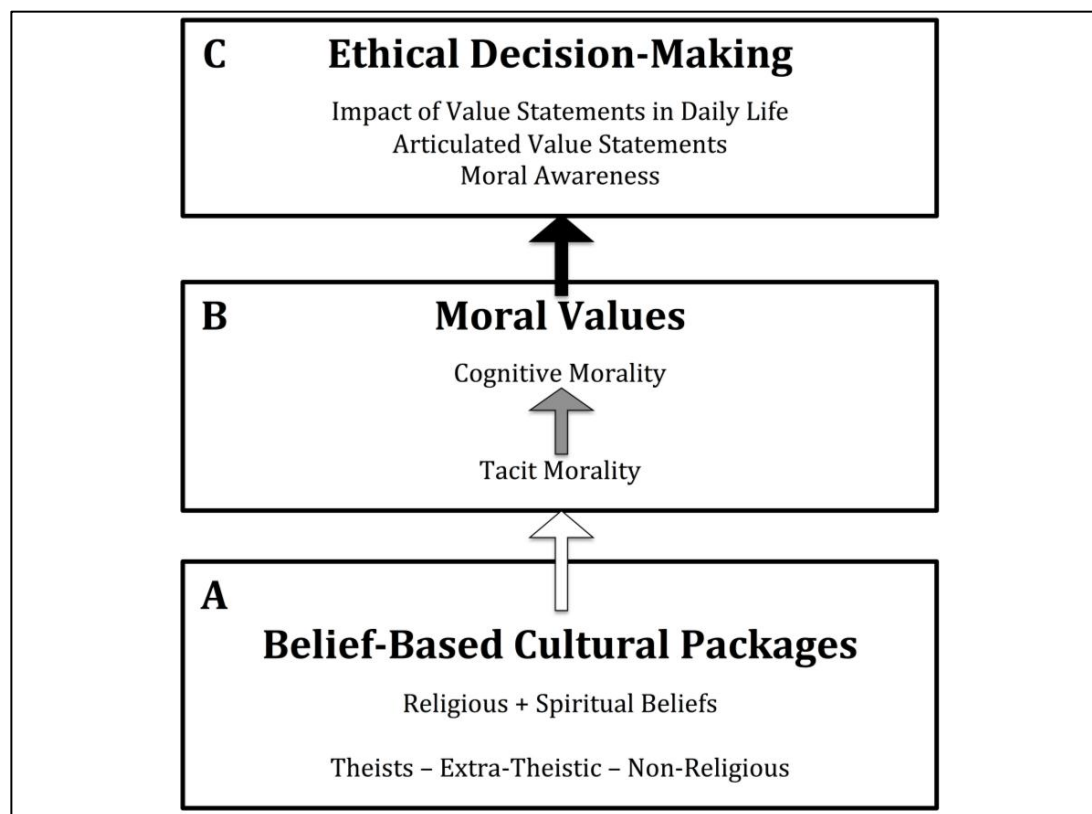 C Ethical Decision-Making
Impact of Value Statements in Daily Life
Articulated Value Statements
Moral Awareness
B Moral Values
Cognitive Morality
Tacit Morality
A
Belief-Based Cultural Packages
Religious + Spiritual Beliefs
Theists – Extra-Theistic – Non-Religious